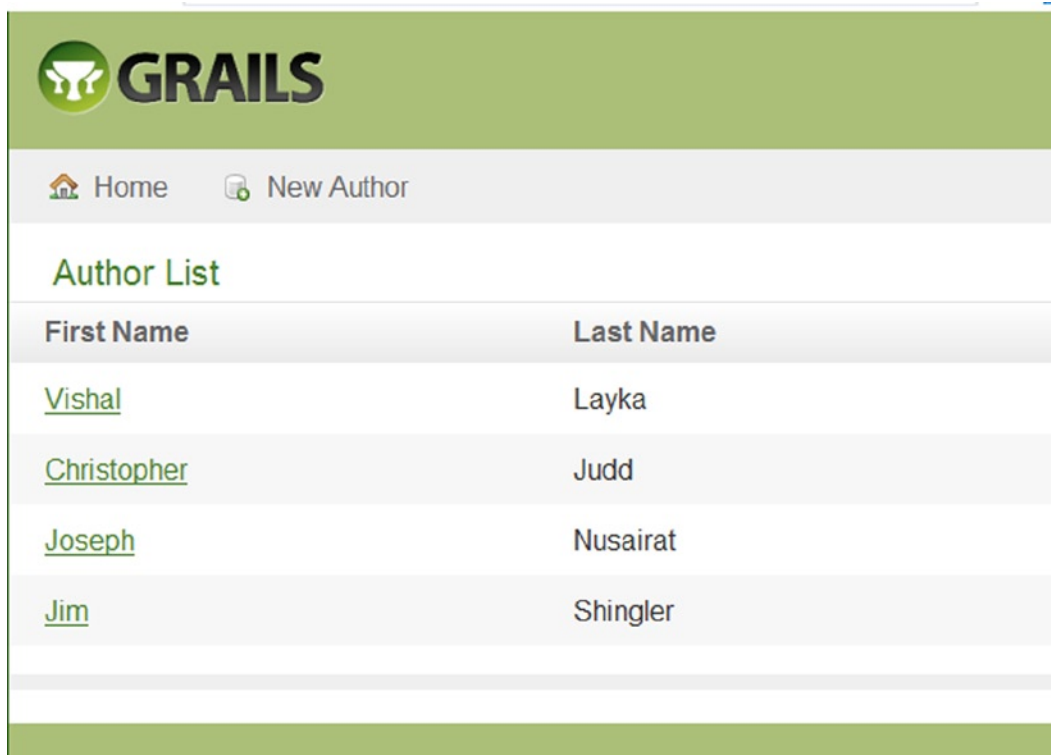 GRAILS
Home New Author
Author List
First Name Last Name
Vishal Layka
Christopher Judd
Joseph Nusairat
Jim Shingler